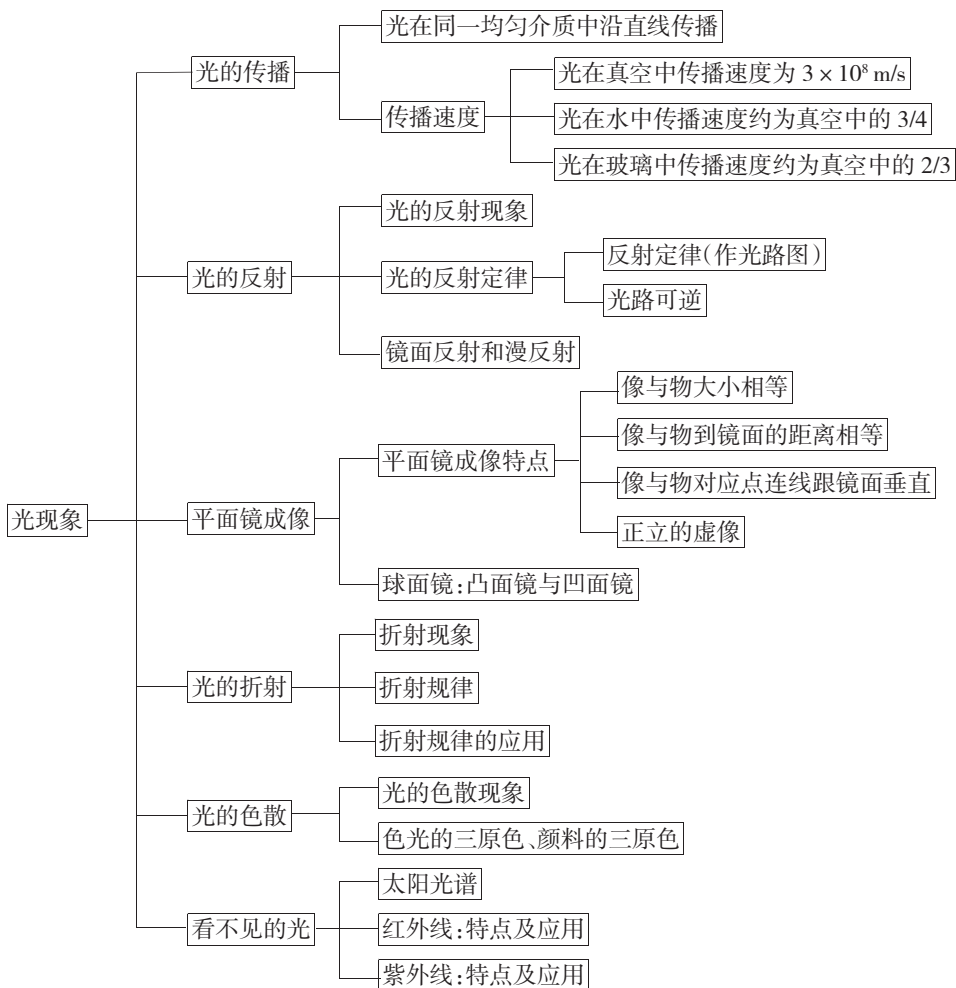 光在同一均匀介质中沿直线传播
光的传播
光在真空中传播速度为 3 × 10⁸ m/s
传播速度
光在水中传播速度约为真空中的 3/4
光在玻璃中传播速度约为真空中的 2/3
光的反射现象
反射定律(作光路图)
光的反射
光的反射定律
光路可逆
镜面反射和漫反射
像与物大小相等
像与物到镜面的距离相等
平面镜成像特点
像与物对应点连线跟镜面垂直
光现象
平面镜成像
正立的虚像
球面镜:凸面镜与凹面镜
折射现象
光的折射
折射规律
折射规律的应用
光的色散现象
光的色散
色光的三原色、颜料的三原色
太阳光谱
看不见的光
红外线:特点及应用
紫外线:特点及应用